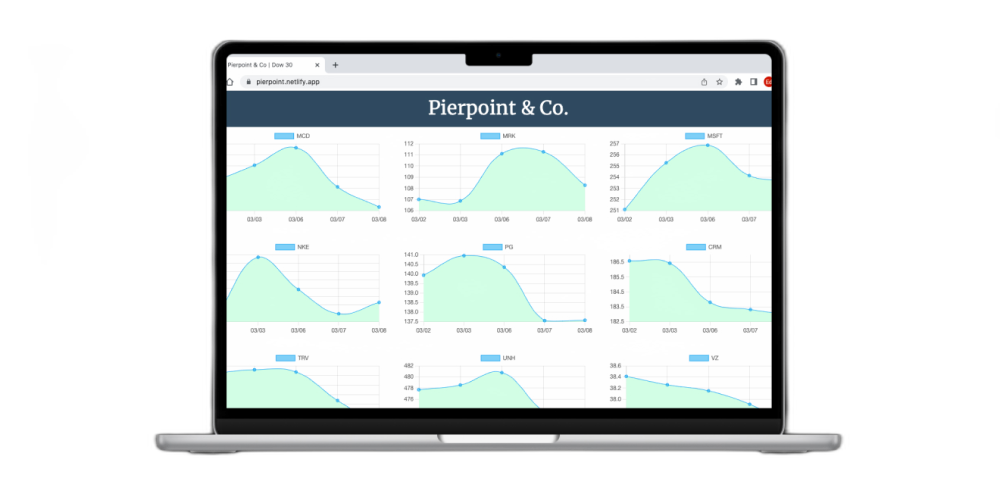 Pierpoint & Co | Dow 30
pierpoint.netlify.app
Pierpoint & Co.
MCD
03/03 03/06 03/07 03/08
MRK
112
111
110
109
108
107
106
03/02 03/03 03/06 03/07 03/08
MSFT
257
256
255
254
253
252
251
03/02 03/03 03/06 03/07
NKE
03/03 03/06 03/07 03/08
PG
141.0
140.5
140.0
139.5
139.0
138.5
138.0
137.5
03/02 03/03 03/06 03/07 03/08
CRM
186.5
185.5
184.5
183.5
182.5
03/02 03/03 03/06 03/07
TRV
UNH
482
480
478
476
VZ
38.6
38.4
38.2
38.0